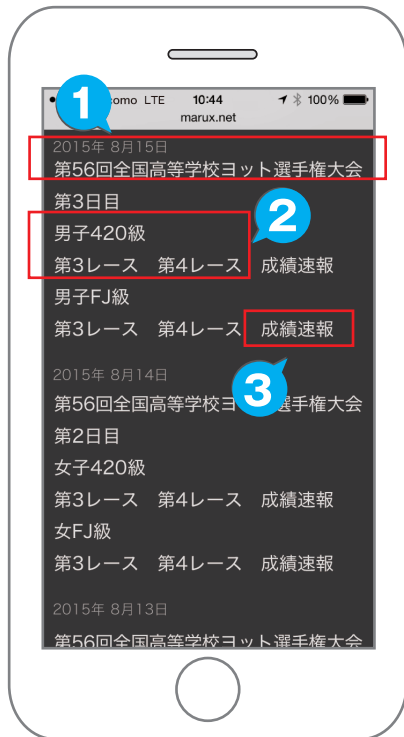 1
omo LTE 10:44 100%
marux.net
2015年 8月15日
第56回全国高等学校ヨット選手権大会
第3日目
2
男子420級
第3レース 第4レース 成績速報
男子FJ級
第3レース 第4レース 成績速報
2015年 8月14日
3
第56回全国高等学校ヨ 選手権大会
第2日目
女子420級
第3レース 第4レース 成績速報
女FJ級
第3レース 第4レース 成績速報
2015年 8月13日
第56回全国高等学校ヨット選手権大会